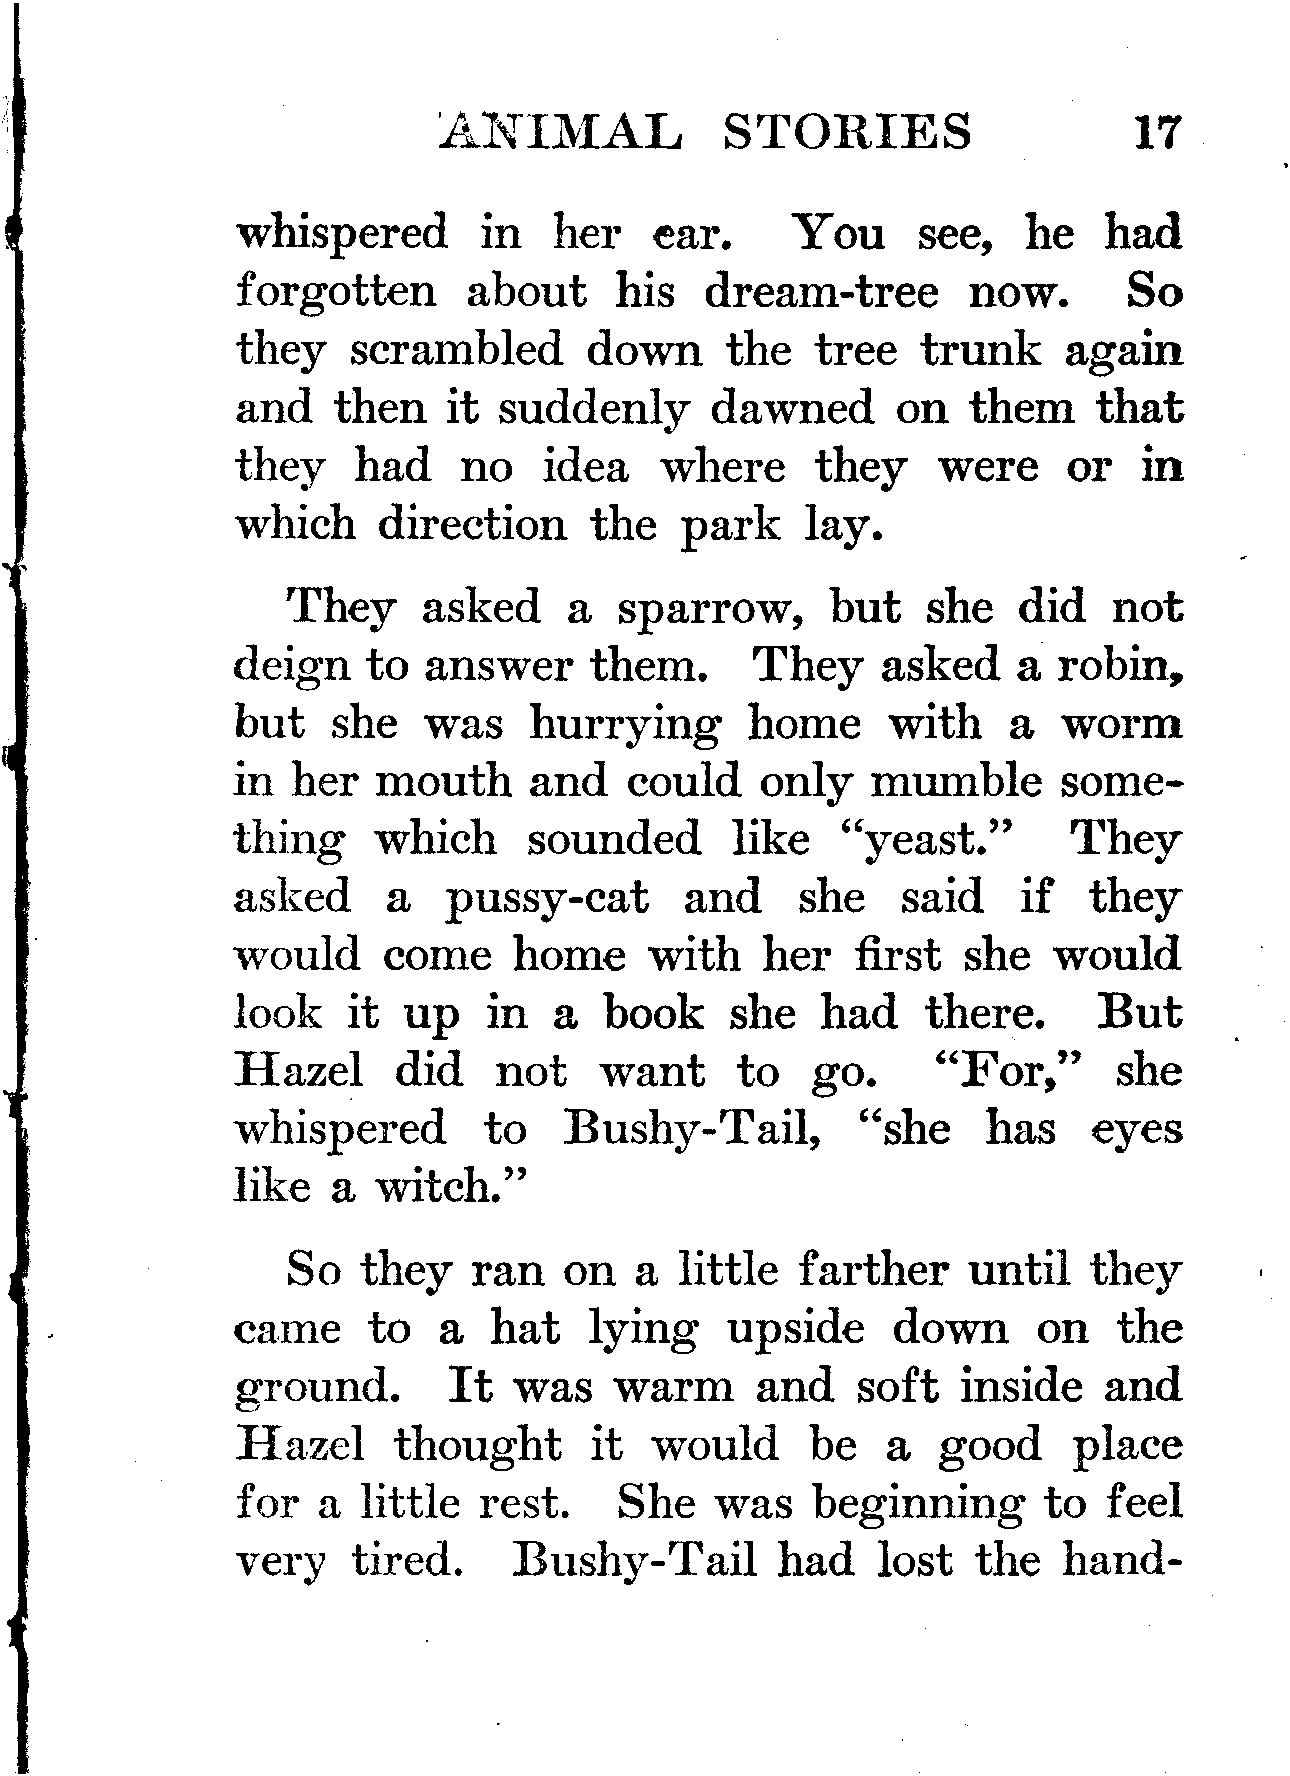 ANIMAL STORIES 17
whispered in her ear. You see, he had
forgotten about his dream-tree now. So
they scrambled down the tree trunk again
and then it suddenly dawned on them that
they had no idea where they were or in
which direction the park lay.
They asked a sparrow, but she did not
deign to answer them. They asked a robin,
but she was hurrying home with a worm
in her mouth and could only mumble some-
thing which sounded like “yeast.” They
asked a pussy-cat and she said if they
would come home with her first she would
look it up in a book she had there. But
Hazel did not want to go. “For,” she
whispered to Bushy-Tail, “she has eyes
like a witch.”
So they ran on a little farther until they
came to a hat lying upside down on the
ground. It was warm and soft inside and
Hazel thought it would be a good place
for a little rest. She was beginning to feel
very tired. Bushy-Tail had lost the hand-